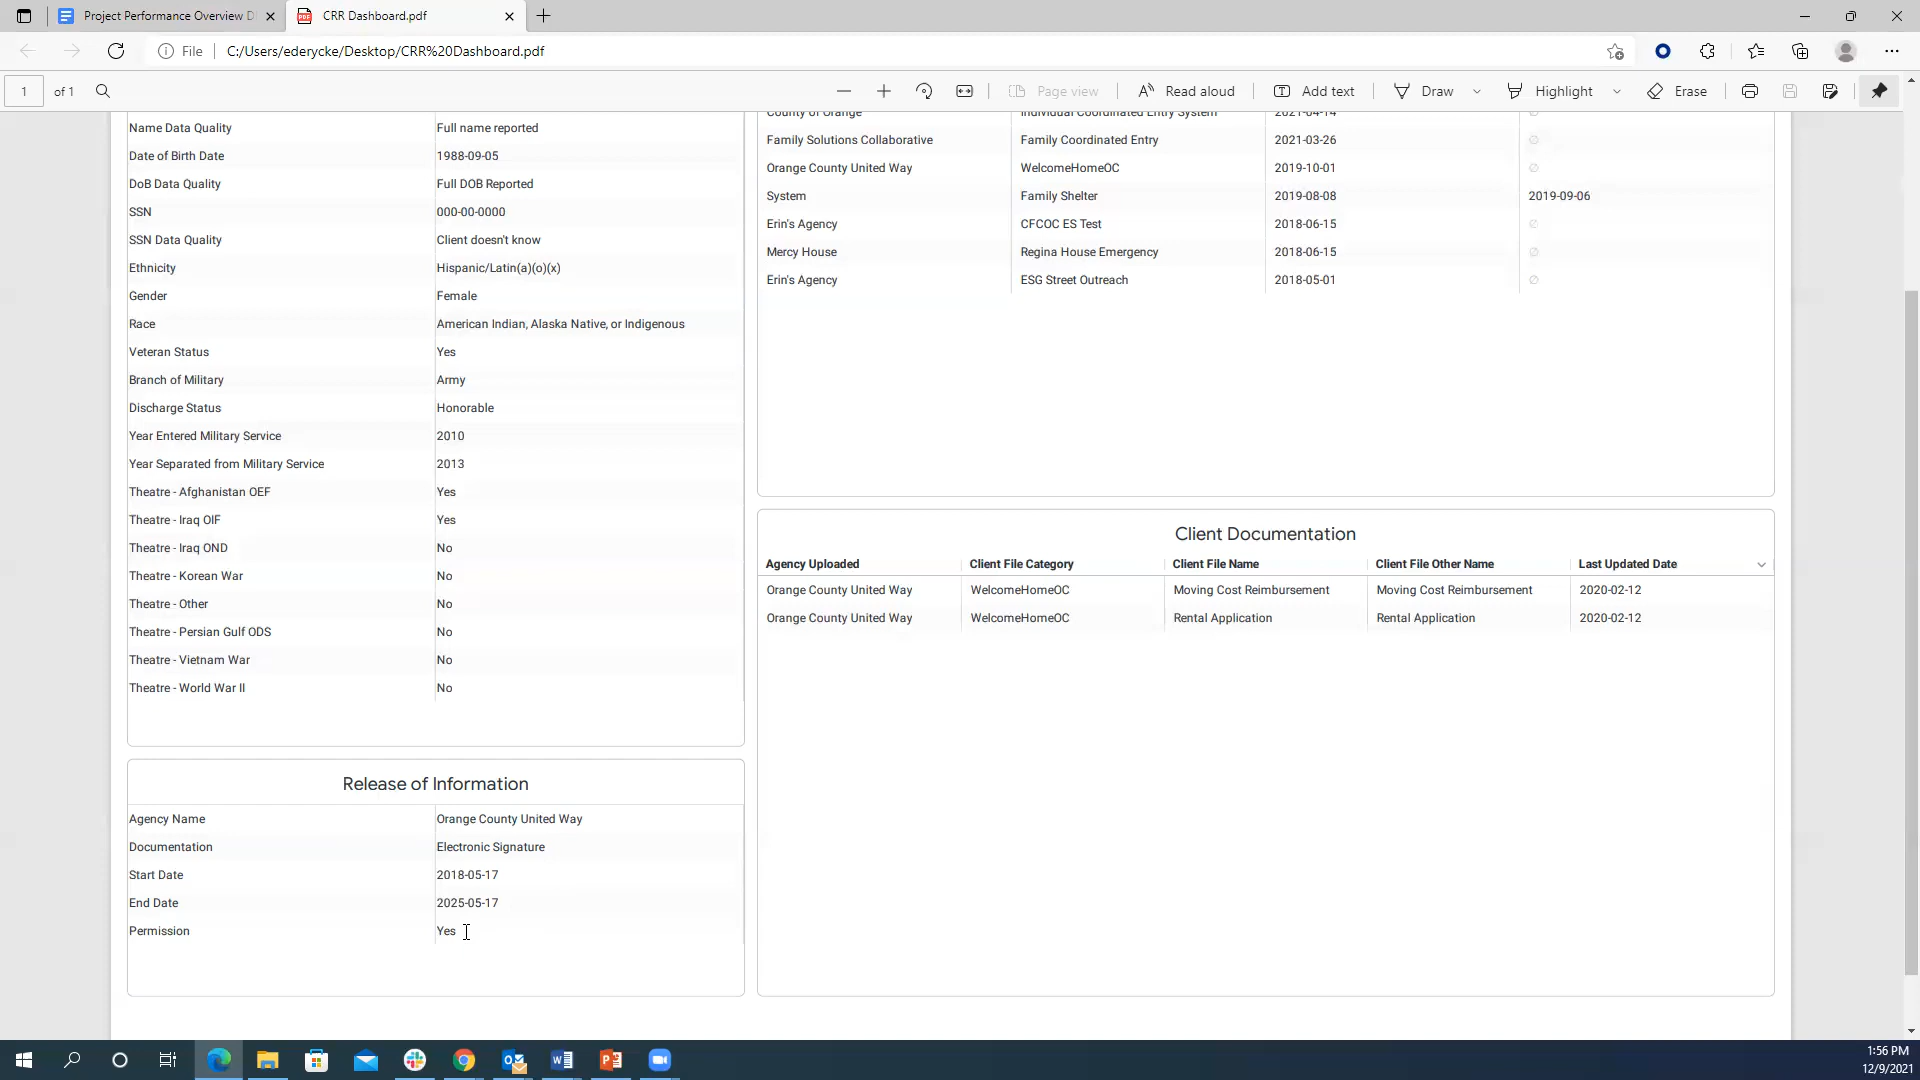 Project Performance Overview D
CRR Dashboard.pdf
File
C:/Users/ederycke/Desktop/CRR%20Dashboard.pdf
1 of 1
Page view
Read aloud
Add text
Draw
Highlight
Erase
Name Data Quality Full name reported
Date of Birth Date 1988-09-05
DoB Data Quality Full DOB Reported
SSN 000-00-0000
SSN Data Quality Client doesn't know
Ethnicity Hispanic/Latin(a)(o)(x)
Gender Female
Race American Indian, Alaska Native, or Indigenous
Veteran Status Yes
Branch of Military Army
Discharge Status Honorable
Year Entered Military Service 2010
Year Separated from Military Service 2013
Theatre - Afghanistan OEF Yes
Theatre - Iraq OIF Yes
Theatre - Iraq OND No
Theatre - Korean War No
Theatre - Other No
Theatre - Persian Gulf ODS No
Theatre - Vietnam War No
Theatre - World War II No
Release of Information
Agency Name Orange County United Way
Documentation Electronic Signature
Start Date 2018-05-17
End Date 2025-05-17
Permission Yes
County of Orange Individual Coordinated Entry System 2021-04-14 ∅
Family Solutions Collaborative Family Coordinated Entry 2021-03-26 ∅
Orange County United Way WelcomeHomeOC 2019-10-01 ∅
System Family Shelter 2019-08-08 2019-09-06
Erin's Agency CFCOC ES Test 2018-06-15 ∅
Mercy House Regina House Emergency 2018-06-15 ∅
Erin's Agency ESG Street Outreach 2018-05-01 ∅
Client Documentation
Agency Uploaded Client File Category Client File Name Client File Other Name Last Updated Date
Orange County United Way WelcomeHomeOC Moving Cost Reimbursement Moving Cost Reimbursement 2020-02-12
Orange County United Way WelcomeHomeOC Rental Application Rental Application 2020-02-12
1:56 PM
12/9/2021